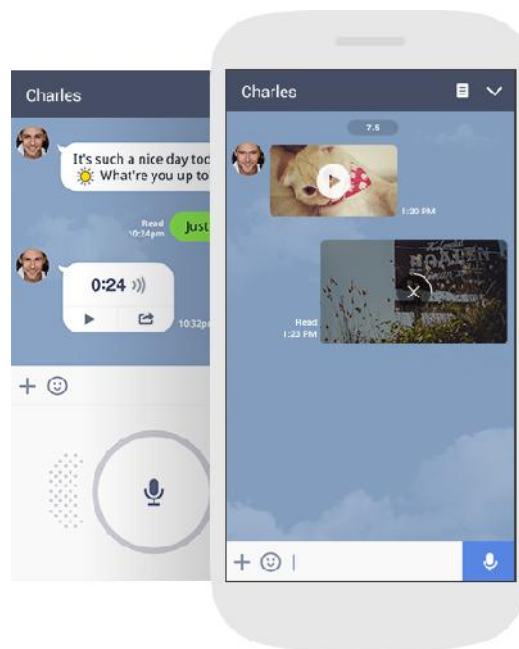 Charles
It's such a nice day tod
☀ What're you up to
Read
10:24pm
Just
0:24
10:32p
Charles
7.5
1:20 PM
Read
1:23 PM